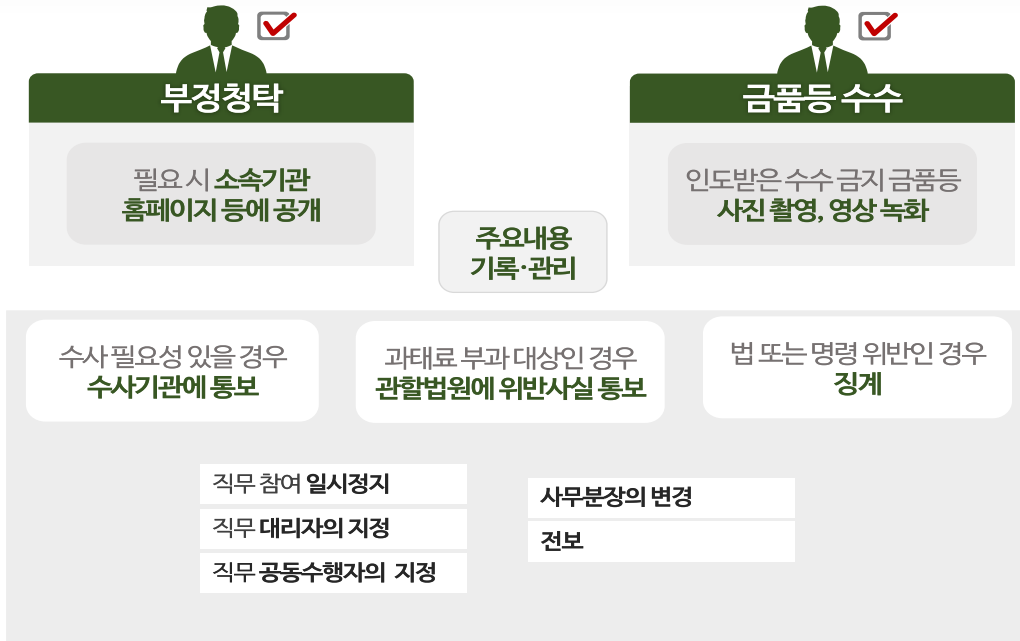 부정청탁
필요 시 소속기관
홈페이지 등에 공개
금품등 수수
인도받은 수수 금지 금품등
사진 촬영, 영상 녹화
주요내용
기록·관리
수사 필요성 있을 경우
수사기관에 통보
과태료 부과 대상인 경우
관할법원에 위반사실 통보
법 또는 명령 위반인 경우
징계
직무 참여 일시정지
직무 대리자의 지정
직무 공동수행자의 지정
사무분장의 변경
전보